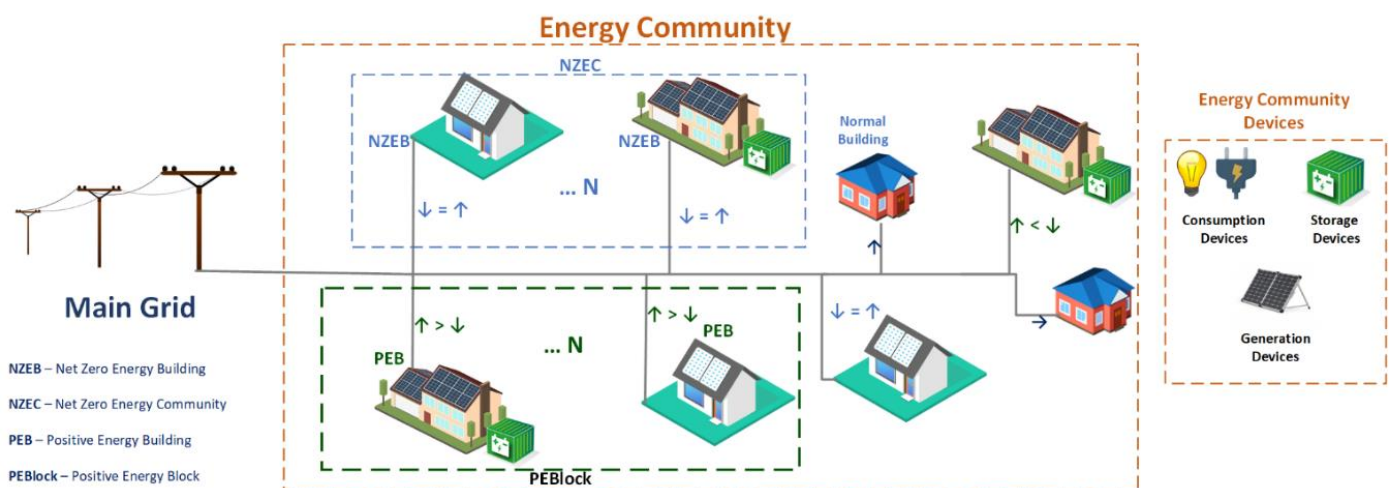 Energy Community
NZEC
NZEB
NZEB
... N
↓ = ↑
↓ = ↑
Normal
Building
↑
↑ < ↓
Main Grid
↑ > ↓
↑ > ↓
PEB
PEB
... N
↓ = ↑
→
PEBlock
NZEB – Net Zero Energy Building
NZEC – Net Zero Energy Community
PEB – Positive Energy Building
PEBlock – Positive Energy Block
Energy Community
Devices
Consumption
Devices
Storage
Devices
Generation
Devices